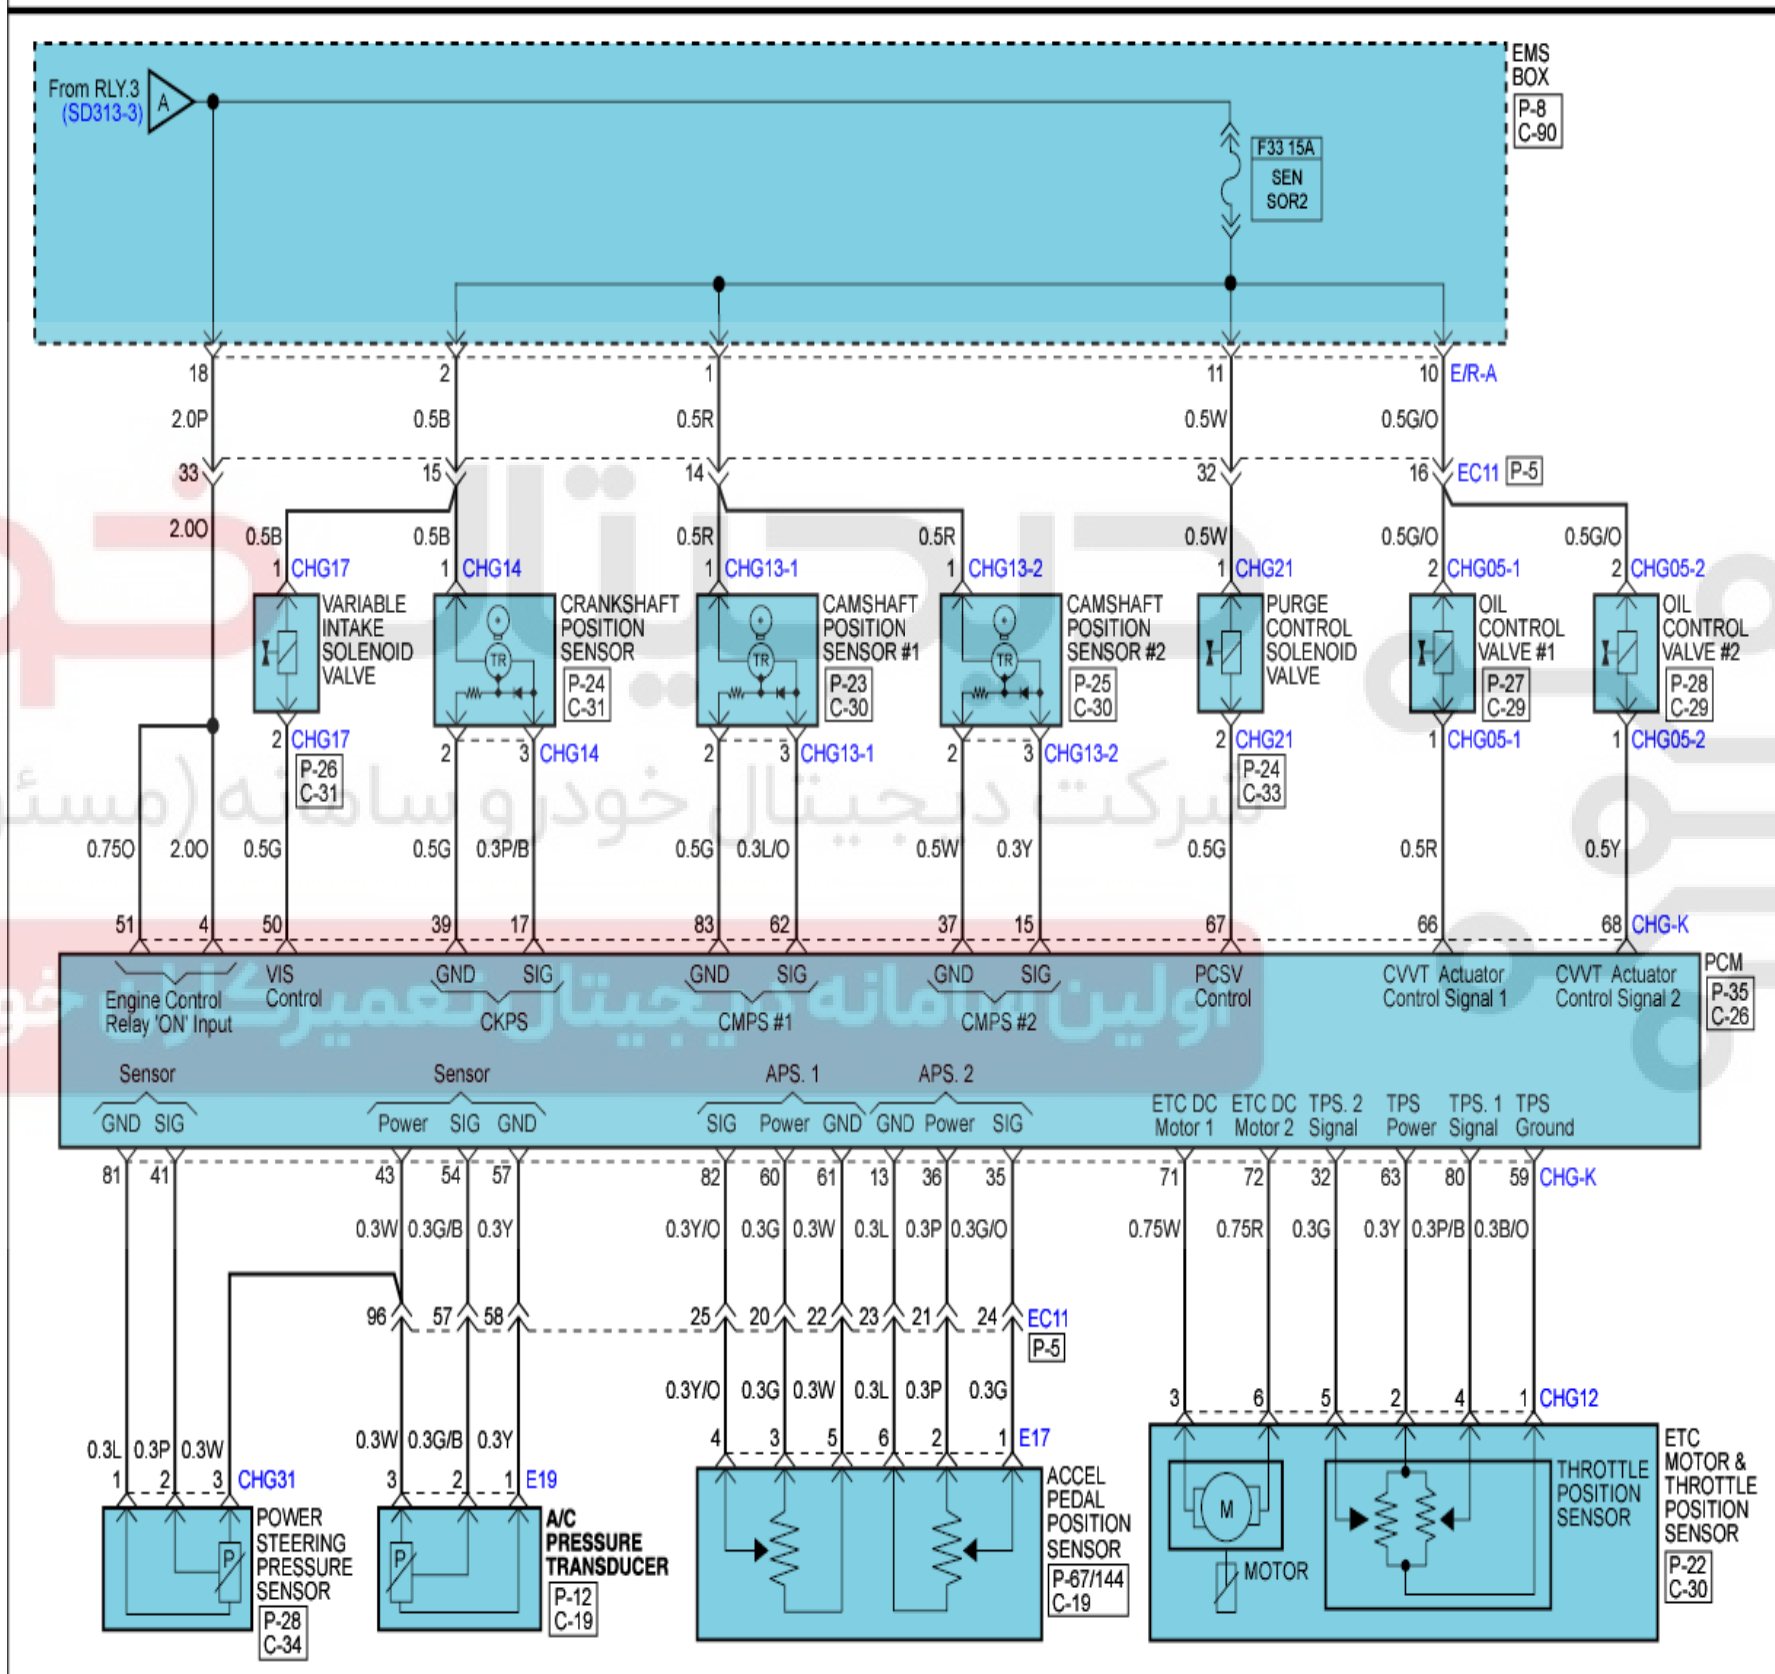 EMS
BOX
P-8
C-90
From RLY.3
(SD313-3)
A
F33 15A
SEN
SOR2
18
2
1
11
10
E/R-A
2.0P
0.5B
0.5R
0.5W
0.5G/O
33
15
14
32
16
EC11
P-5
2.0O
0.5B
0.5B
0.5R
0.5R
0.5W
0.5G/O
0.5G/O
1
CHG17
1
CHG14
1
CHG13-1
1
CHG13-2
1
CHG21
2
CHG05-1
2
CHG05-2
VARIABLE
INTAKE
SOLENOID
VALVE
CRANKSHAFT
POSITION
SENSOR
P-24
C-31
TR
CAMSHAFT
POSITION
SENSOR #1
P-23
C-30
TR
CAMSHAFT
POSITION
SENSOR #2
P-25
C-30
TR
PURGE
CONTROL
SOLENOID
VALVE
OIL
CONTROL
VALVE #1
P-27
C-29
OIL
CONTROL
VALVE #2
P-28
C-29
2
CHG17
P-26
C-31
2
3
CHG14
2
3
CHG13-1
2
3
CHG13-2
2
CHG21
P-24
C-33
1
CHG05-1
1
CHG05-2
دیجیتال خودرو
شرکت دیجیتال خودرو سامانه (مسئو
0.75O
2.0O
0.5G
0.5G
0.3P/B
0.5G
0.3L/O
0.5W
0.3Y
0.5G
0.5R
0.5Y
51
4
50
39
17
83
62
37
15
67
66
68
CHG-K
PCM
P-35
C-26
Engine Control
Relay 'ON' Input
VIS
Control
GND
SIG
CKPS
GND
SIG
CMPS #1
GND
SIG
CMPS #2
PCSV
Control
CVVT Actuator
Control Signal 1
CVVT Actuator
Control Signal 2
اولین سامانه دیجیتال تعمیرکاران خو
Sensor
GND
SIG
Sensor
Power
SIG
GND
APS. 1
SIG
Power
GND
APS. 2
GND
Power
SIG
ETC DC
Motor 1
ETC DC
Motor 2
TPS. 2
Signal
TPS
Power
TPS. 1
Signal
TPS
Ground
81
41
43
54
57
82
60
61
13
36
35
71
72
32
63
80
59
CHG-K
0.3W
0.3G/B
0.3Y
0.3Y/O
0.3G
0.3W
0.3L
0.3P
0.3G/O
0.75W
0.75R
0.3G
0.3Y
0.3P/B
0.3B/O
96
57
58
25
20
22
23
21
24
EC11
P-5
0.3Y/O
0.3G
0.3W
0.3L
0.3P
0.3G
3
6
5
2
4
1
CHG12
0.3L
0.3P
0.3W
0.3W
0.3G/B
0.3Y
4
3
5
6
2
1
E17
1
2
3
CHG31
3
2
1
E19
P
POWER
STEERING
PRESSURE
SENSOR
P-28
C-34
P
A/C
PRESSURE
TRANSDUCER
P-12
C-19
ACCEL
PEDAL
POSITION
SENSOR
P-67/144
C-19
M
MOTOR
THROTTLE
POSITION
SENSOR
ETC
MOTOR &
THROTTLE
POSITION
SENSOR
P-22
C-30